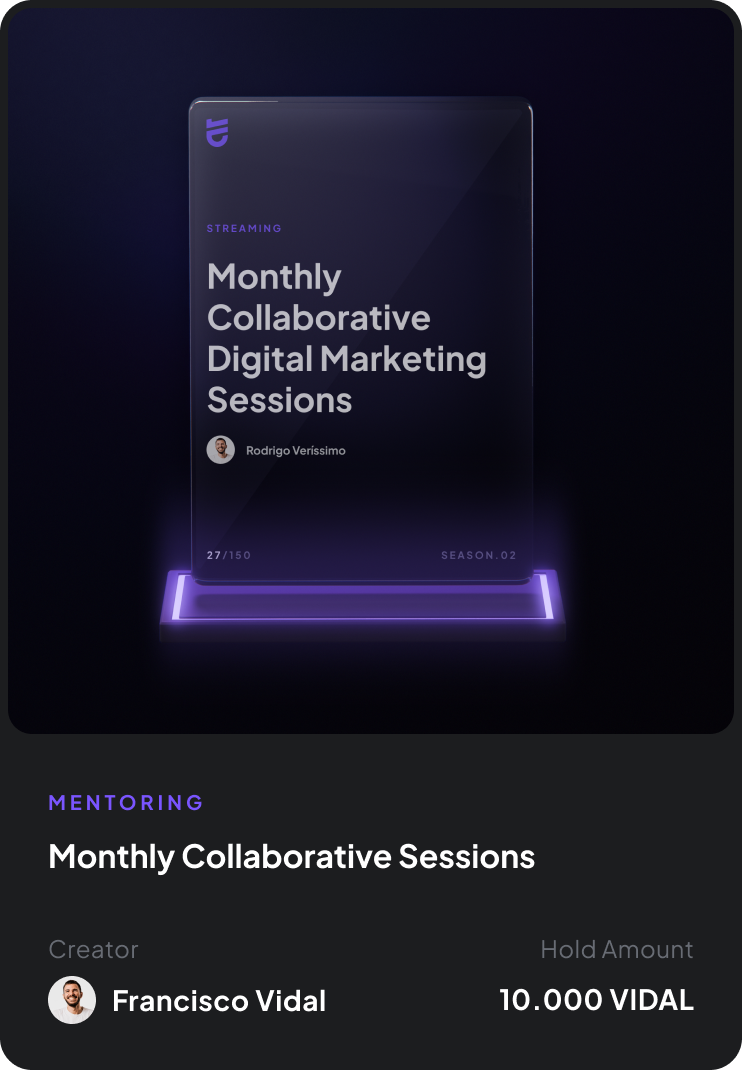 STREAMING
Monthly
Collaborative
Digital Marketing
Sessions
Rodrigo Veríssimo
27/150
SEASON.02
MENTORING
Monthly Collaborative Sessions
Creator
Hold Amount
Francisco Vidal
10.000 VIDAL